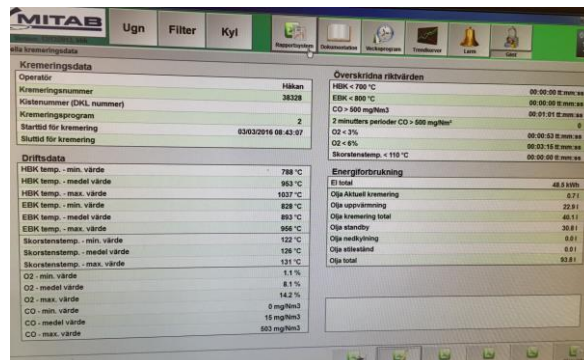 MITAB
Ugn
Filter
Kyl
Rapportsystem
Dokumentation
Veckoprogram
Trendkurvor
Larm
Gäst
ella kremeringsdata
Kremeringsdata
Operatör Håkan
Kremeringsnummer 38328
Kistenummer (DKL nummer)
Kremeringsprogram 2
Starttid för kremering 03/03/2016 08:43:07
Sluttid för kremering
Driftsdata
HBK temp. - min. värde 788 °C
HBK temp. - medel värde 953 °C
HBK temp. - max. värde 1037 °C
EBK temp. - min. värde 828 °C
EBK temp. - medel värde 893 °C
EBK temp. - max. värde 956 °C
Skorstenstemp. - min. värde 122 °C
Skorstenstemp. - medel värde 126 °C
Skorstenstemp. - max. värde 131 °C
O2 - min. värde 1.1 %
O2 - medel värde 8.1 %
O2 - max. värde 14.2 %
CO - min. värde 0 mg/Nm3
CO - medel värde 15 mg/Nm3
CO - max. värde 503 mg/Nm3
Överskridna riktvärden
HBK < 700 °C 00:00:00 tt:mm:ss
EBK < 800 °C 00:00:00 tt:mm:ss
CO > 500 mg/Nm3 00:01:01 tt:mm:ss
2 minutters perioder CO > 500 mg/Nm³ 0
O2 < 3% 00:00:53 tt:mm:ss
O2 < 6% 00:03:15 tt:mm:ss
Skorstenstemp. < 110 °C 00:00:00 tt:mm:ss
Energiforbrukning
El total 48,5 kWh
Olja Aktuell kremering 0.7 l
Olja uppvärmning 22.9 l
Olja kremering total 40.1 l
Olja standby 30.8 l
Olja nedkylning 0.0 l
Olja stilestånd 0.0 l
Olja total 93.8 l